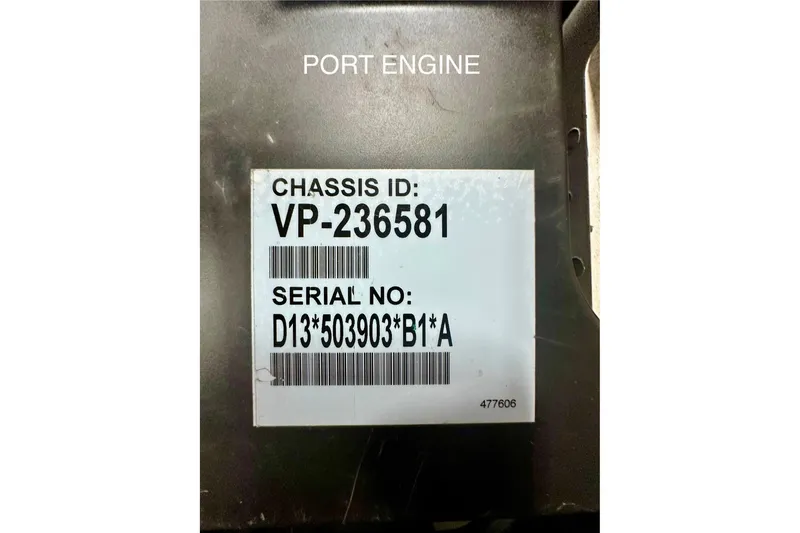 PORT ENGINE
CHASSIS ID:
VP-236581
SERIAL NO:
D13*503903*B1*A
477606